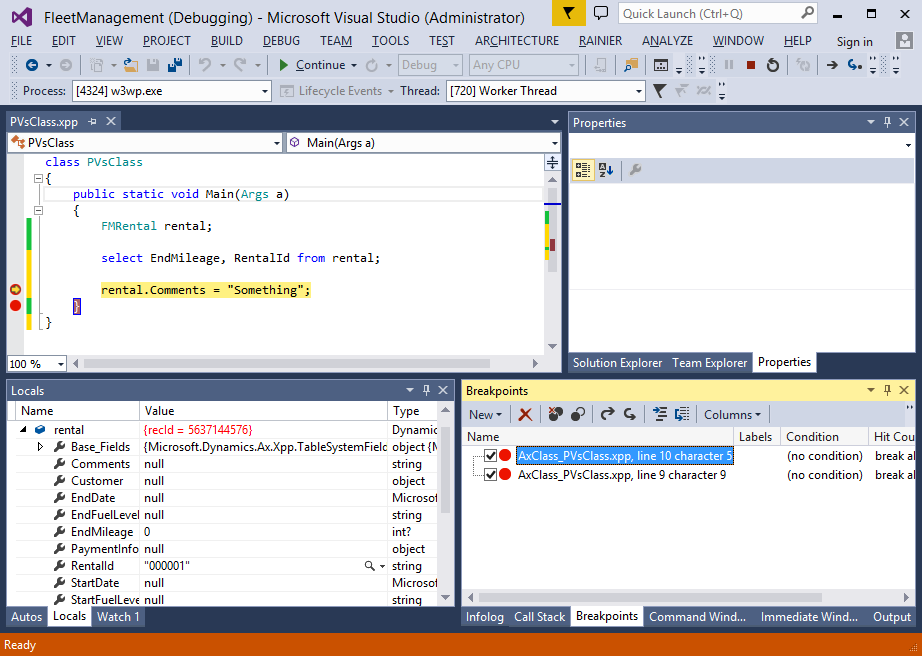 FleetManagement (Debugging) - Microsoft Visual Studio (Administrator)
Quick Launch (Ctrl+Q)
FILE EDIT VIEW PROJECT BUILD DEBUG TEAM TOOLS TEST ARCHITECTURE RAINIER ANALYZE WINDOW HELP Sign in
Continue Debug Any CPU
Process: [4324] w3wp.exe Lifecycle Events Thread: [720] Worker Thread
PVsClass.xpp
PVsClass Main(Args a)
class PVsClass
{
public static void Main(Args a)
{
FMRental rental;
select EndMileage, RentalId from rental;
rental.Comments = "Something";
}
}
100 %
Properties
Solution Explorer Team Explorer Properties
Locals
Name Value Type
rental {recId = 5637144576} Dynamic
Base_Fields {Microsoft.Dynamics.Ax.Xpp.TableSystemField object {M
Comments null string
Customer null object
EndDate null Microsof
EndFuelLevel null string
EndMileage 0 int?
PaymentInfo null object
RentalId "000001" string
StartDate null Microsof
StartFuelLeve null string
Autos Locals Watch 1
Breakpoints
New Columns
Name Labels Condition Hit Cou
AxClass_PVsClass.xpp, line 10 character 5 (no condition) break al
AxClass_PVsClass.xpp, line 9 character 9 (no condition) break al
Infolog Call Stack Breakpoints Command Wind... Immediate Wind... Output
Ready